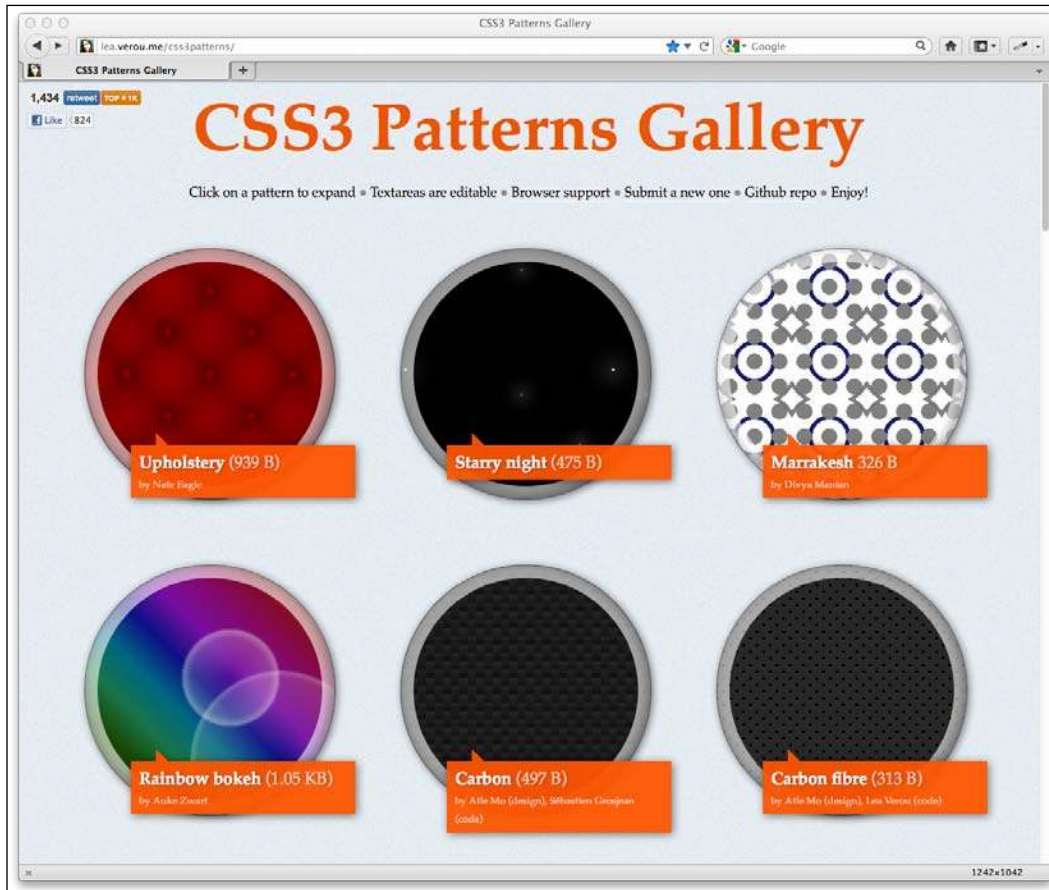 CSS3 Patterns Gallery
lea.verou.me/css3patterns/
Google
CSS3 Patterns Gallery
1,434 retweet TOP 1K
Like 824
CSS3 Patterns Gallery
Click on a pattern to expand • Textareas are editable • Browser support • Submit a new one • Github repo • Enjoy!
Upholstery (939 B)
by Nate Eagle
Starry night (475 B)
Marrakesh 326 B
by Divya Manian
Rainbow bokeh (1.05 KB)
by Auke Zwart
Carbon (497 B)
by Atle Mo (design), Sébastien Grosjean
(code)
Carbon fibre (313 B)
by Atle Mo (design), Lea Verou (code)
1242x1042